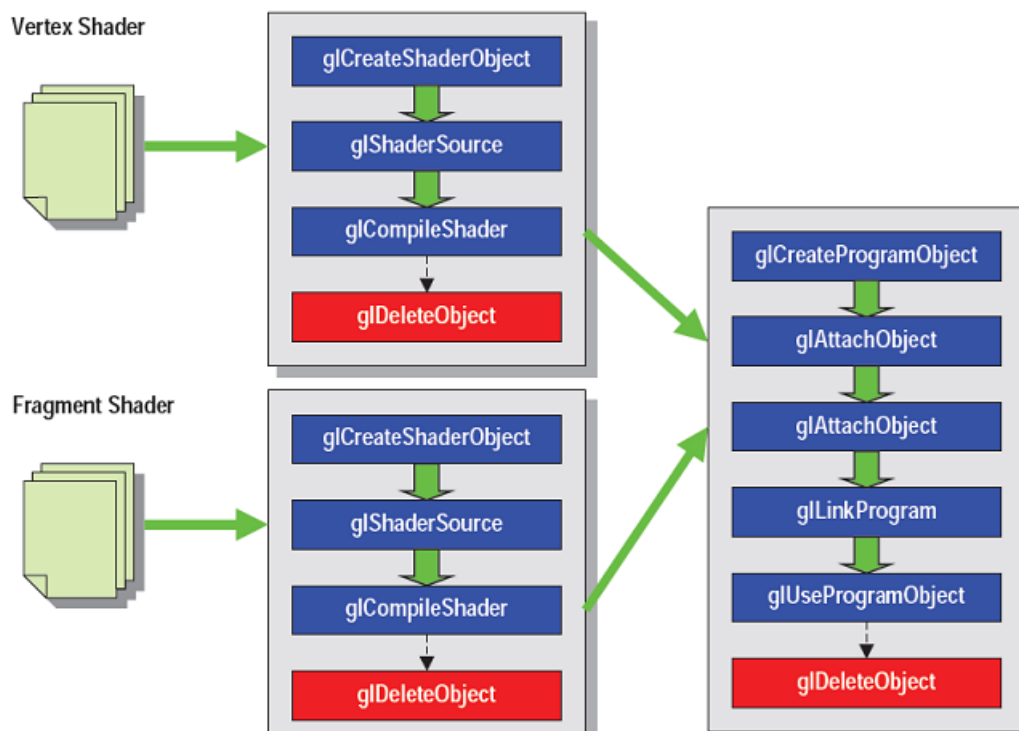 Vertex Shader
glCreateShaderObject
glShaderSource
glCompileShader
glDeleteObject
Fragment Shader
glCreateShaderObject
glShaderSource
glCompileShader
glDeleteObject
glCreateProgramObject
glAttachObject
glAttachObject
glLinkProgram
glUseProgramObject
glDeleteObject